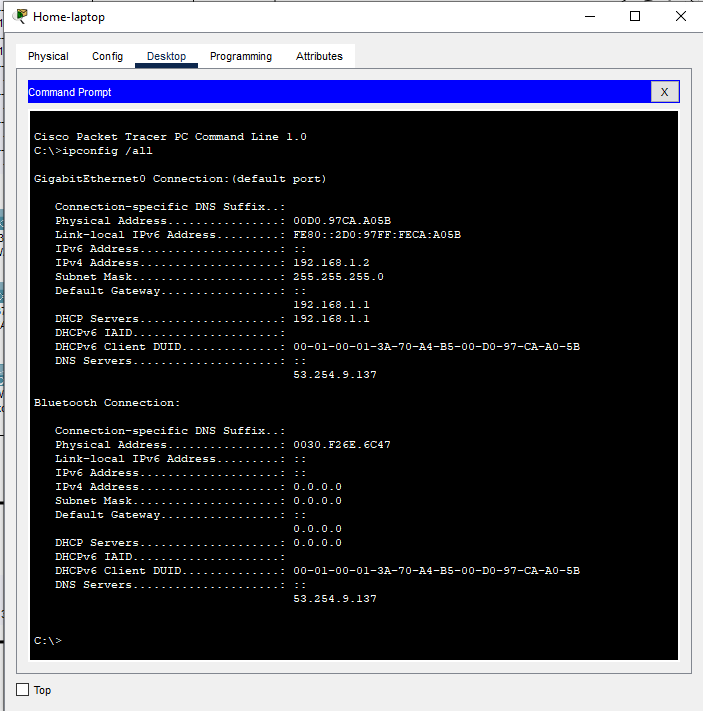 Home-laptop
Physical Config Desktop Programming Attributes
Command Prompt X
Cisco Packet Tracer PC Command Line 1.0
C:\>ipconfig /all
GigabitEthernet0 Connection:(default port)
Connection-specific DNS Suffix..:
Physical Address................: 00D0.97CA.A05B
Link-local IPv6 Address.........: FE80::2D0:97FF:FECA:A05B
IPv6 Address....................: ::
IPv4 Address....................: 192.168.1.2
Subnet Mask.....................: 255.255.255.0
Default Gateway.................: ::
192.168.1.1
DHCP Servers....................: 192.168.1.1
DHCPv6 IAID.....................:
DHCPv6 Client DUID..............: 00-01-00-01-3A-70-A4-B5-00-D0-97-CA-A0-5B
DNS Servers.....................: ::
53.254.9.137
Bluetooth Connection:
Connection-specific DNS Suffix..:
Physical Address................: 0030.F26E.6C47
Link-local IPv6 Address.........: ::
IPv6 Address....................: ::
IPv4 Address....................: 0.0.0.0
Subnet Mask.....................: 0.0.0.0
Default Gateway.................: ::
0.0.0.0
DHCP Servers....................: 0.0.0.0
DHCPv6 IAID.....................:
DHCPv6 Client DUID..............: 00-01-00-01-3A-70-A4-B5-00-D0-97-CA-A0-5B
DNS Servers.....................: ::
53.254.9.137
C:\>
Top